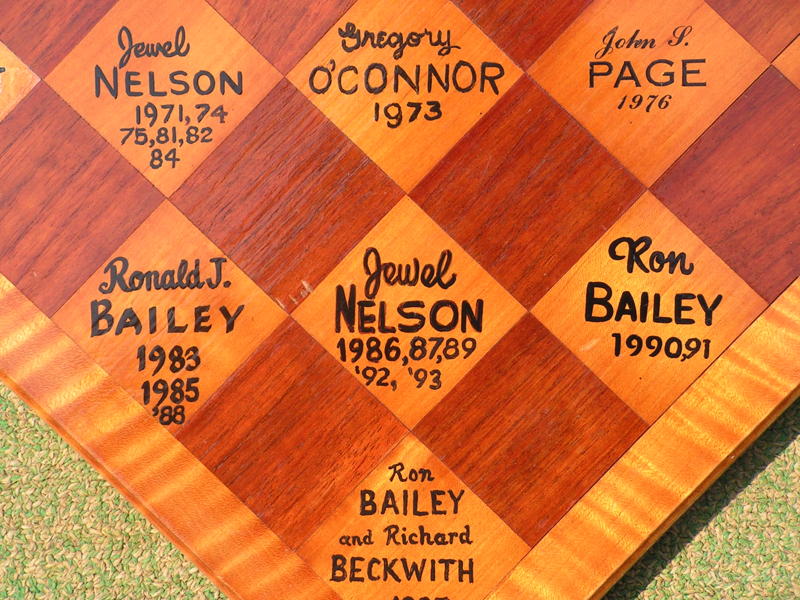 Jewel
NELSON
1971,74
75,81,82
84
Gregory
O'CONNOR
1973
John S.
PAGE
1976
Ronald J.
BAILEY
1983
1985
'88
Jewel
NELSON
1986,87,89
'92, '93
Ron
BAILEY
1990,91
Ron
BAILEY
and Richard
BECKWITH